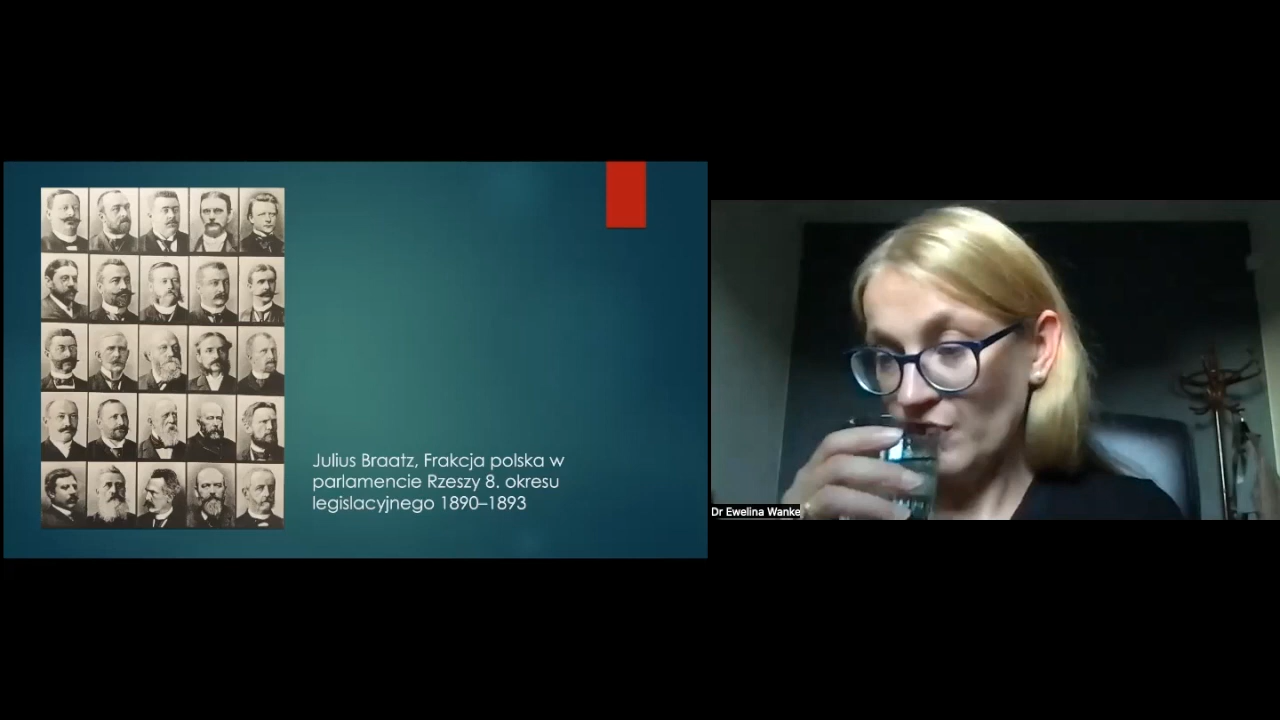 Julius Braatz, Frakcja polska w
parlamencie Rzeszy 8. okresu
legislacyjnego 1890–1893
Dr Ewelina Wanke